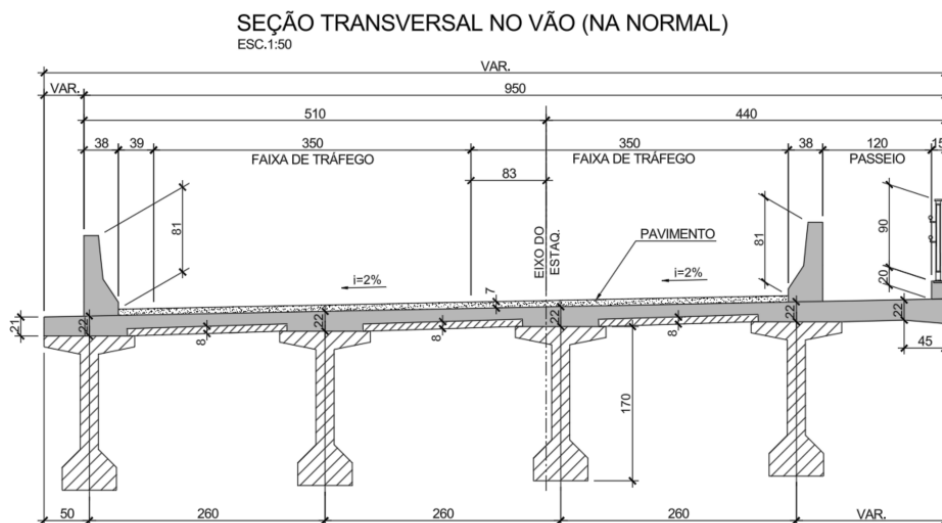 SEÇÃO TRANSVERSAL NO VÃO (NA NORMAL)
ESC.1:50
VAR.
VAR.
950
510
440
38
39
350
350
38
120
15
FAIXA DE TRÁFEGO
FAIXA DE TRÁFEGO
PASSEIO
83
81
EIXO DO
ESTAQ.
PAVIMENTO
81
90
20
i=2%
i=2%
7
21
22
22
22
22
22
8
8
8
45
170
50
260
260
260
VAR.